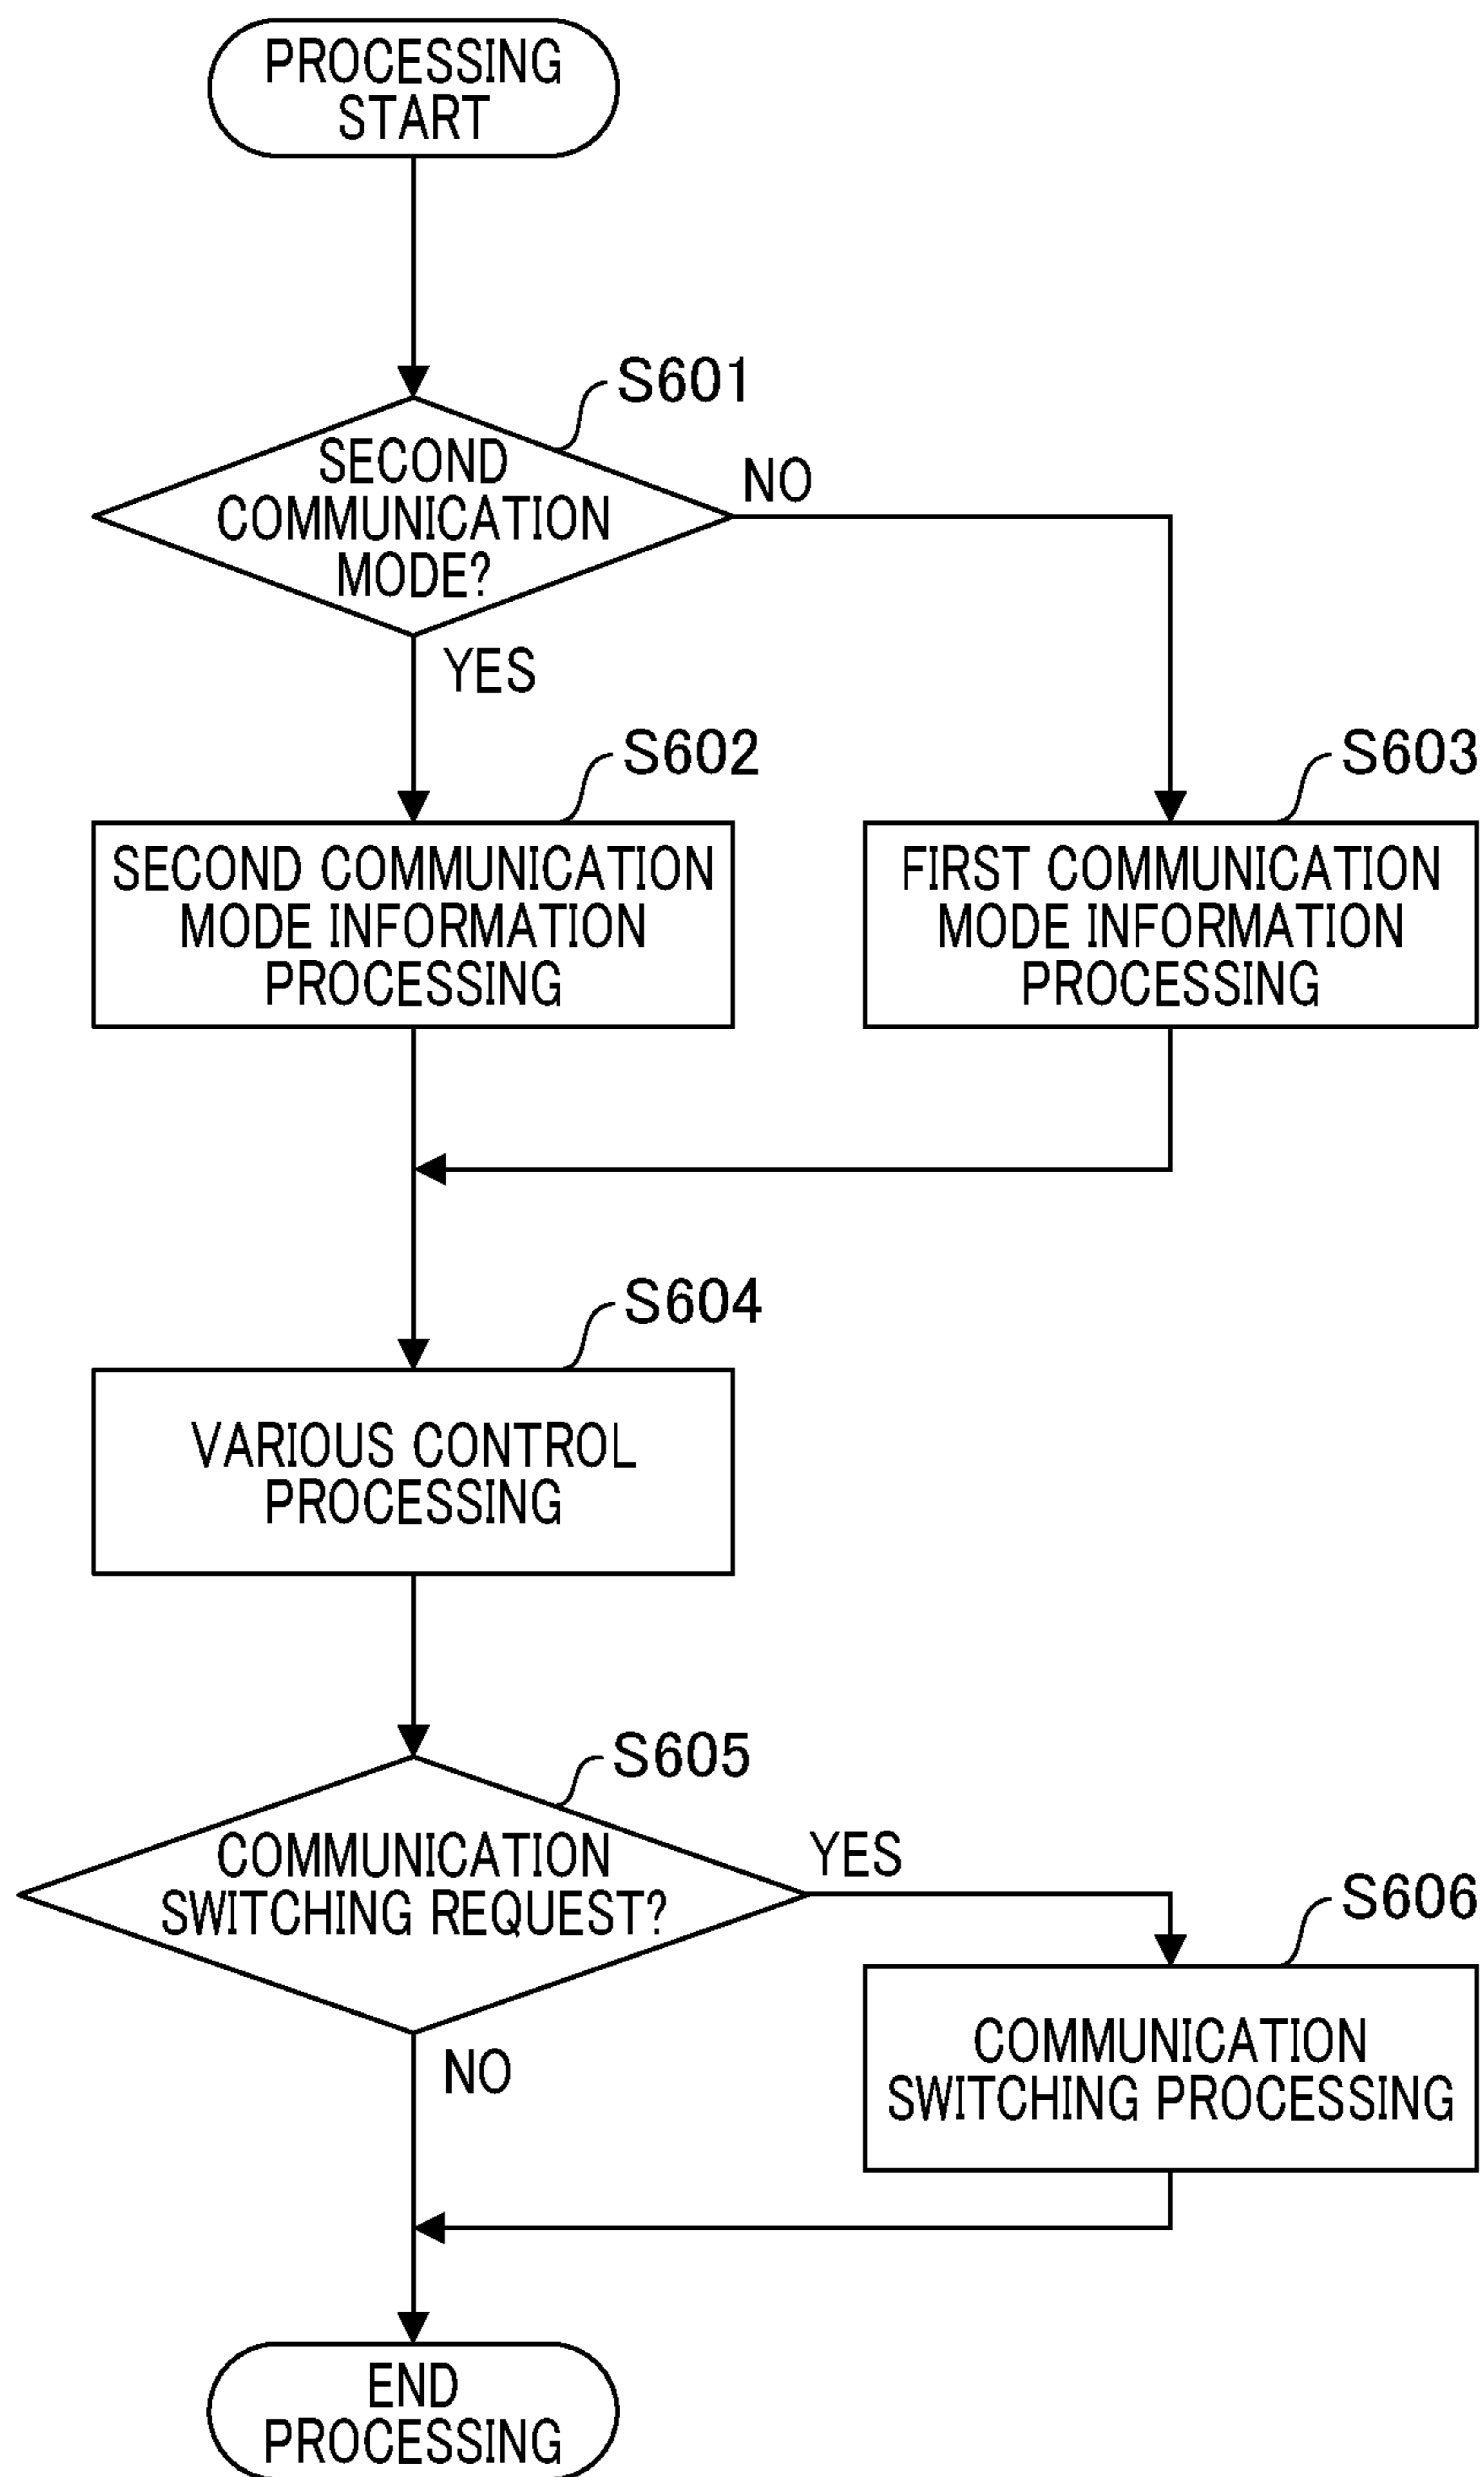 PROCESSING
START
S601
SECOND
COMMUNICATION
MODE?
NO
YES
S602
SECOND COMMUNICATION
MODE INFORMATION
PROCESSING
S603
FIRST COMMUNICATION
MODE INFORMATION
PROCESSING
S604
VARIOUS CONTROL
PROCESSING
S605
COMMUNICATION
SWITCHING REQUEST?
YES
NO
S606
COMMUNICATION
SWITCHING PROCESSING
END
PROCESSING